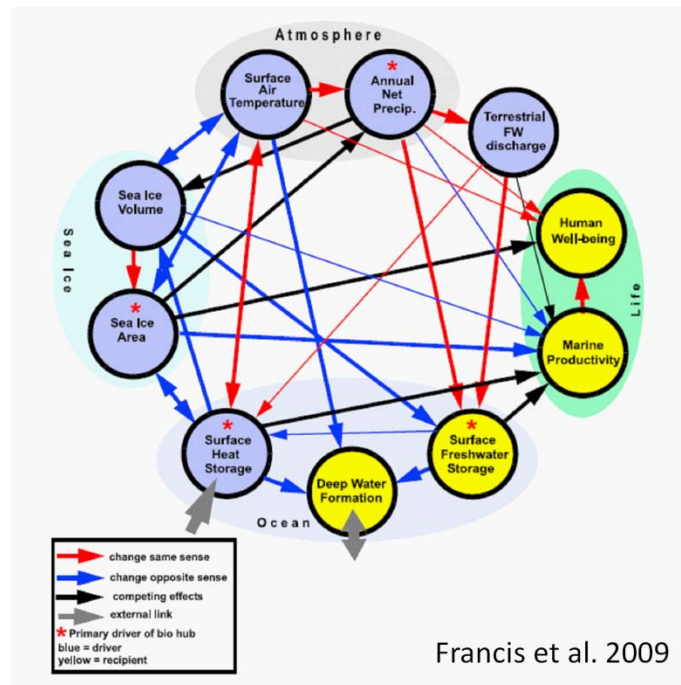 Atmosphere
Surface
Air
Temperature
*
Annual
Net
Precip.
Terrestrial
FW
discharge
Sea Ice
Volume
Sea Ice
*
Sea Ice
Area
Human
Well-being
Life
Marine
Productivity
*
Surface
Heat
Storage
Deep Water
Formation
*
Surface
Freshwater
Storage
Ocean
change same sense
change opposite sense
competing effects
external link
* Primary driver of bio hub
blue = driver
yellow = recipient
Francis et al. 2009